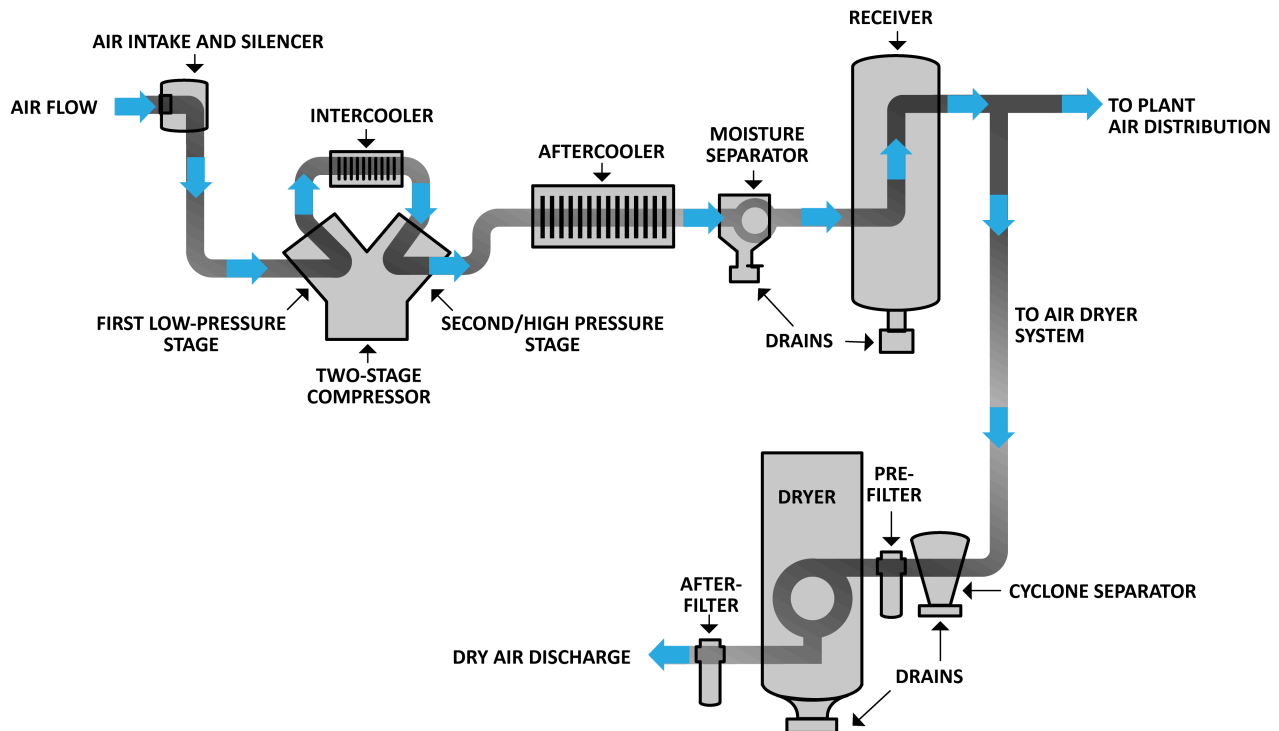 RECEIVER
AIR INTAKE AND SILENCER
AIR FLOW
INTERCOOLER
AFTERCOOLER
MOISTURE
SEPARATOR
TO PLANT
AIR DISTRIBUTION
FIRST LOW-PRESSURE
STAGE
SECOND/HIGH PRESSURE
STAGE
TWO-STAGE
COMPRESSOR
DRAINS
TO AIR DRYER
SYSTEM
DRYER
PRE-
FILTER
CYCLONE SEPARATOR
AFTER-
FILTER
DRY AIR DISCHARGE
DRAINS